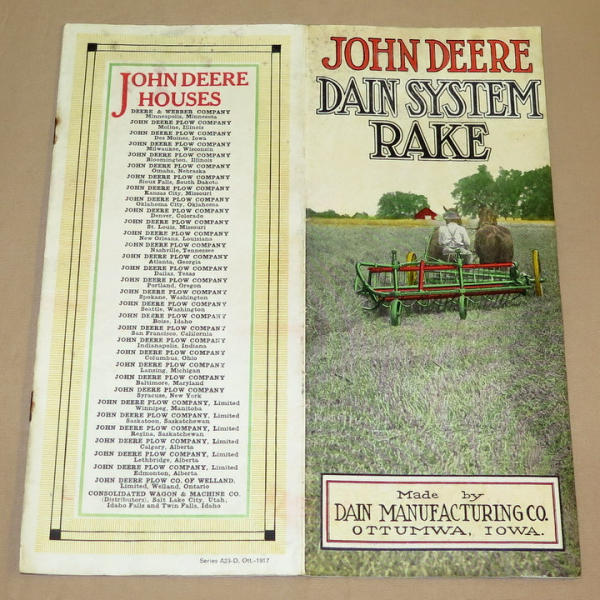 JOHN DEERE
HOUSES
DEERE & WEBBER COMPANY
Minneapolis, Minnesota
JOHN DEERE PLOW COMPANY
Moline, Illinois
JOHN DEERE PLOW COMPANY
Des Moines, Iowa
JOHN DEERE PLOW COMPANY
Milwaukee, Wisconsin
JOHN DEERE PLOW COMPANY
Bloomington, Illinois
JOHN DEERE PLOW COMPANY
Omaha, Nebraska
JOHN DEERE PLOW COMPANY
Sioux Falls, South Dakota
JOHN DEERE PLOW COMPANY
Kansas City, Missouri
JOHN DEERE PLOW COMPANY
Oklahoma City, Oklahoma
JOHN DEERE PLOW COMPANY
Denver, Colorado
JOHN DEERE PLOW COMPANY
St. Louis, Missouri
JOHN DEERE PLOW COMPANY
New Orleans, Louisiana
JOHN DEERE PLOW COMPANY
Nashville, Tennessee
JOHN DEERE PLOW COMPANY
Atlanta, Georgia
JOHN DEERE PLOW COMPANY
Dallas, Texas
JOHN DEERE PLOW COMPANY
Portland, Oregon
JOHN DEERE PLOW COMPANY
Spokane, Washington
JOHN DEERE PLOW COMPANY
Seattle, Washington
JOHN DEERE PLOW COMPANY
Boise, Idaho
JOHN DEERE PLOW COMPANY
San Francisco, California
JOHN DEERE PLOW COMPANY
Indianapolis, Indiana
JOHN DEERE PLOW COMPANY
Columbus, Ohio
JOHN DEERE PLOW COMPANY
Lansing, Michigan
JOHN DEERE PLOW COMPANY
Baltimore, Maryland
JOHN DEERE PLOW COMPANY
Syracuse, New York
JOHN DEERE PLOW COMPANY, Limited
Winnipeg, Manitoba
JOHN DEERE PLOW COMPANY, Limited
Saskatoon, Saskatchewan
JOHN DEERE PLOW COMPANY, Limited
Regina, Saskatchewan
JOHN DEERE PLOW COMPANY, Limited
Calgary, Alberta
JOHN DEERE PLOW COMPANY, Limited
Lethbridge, Alberta
JOHN DEERE PLOW COMPANY, Limited
Edmonton, Alberta
JOHN DEERE PLOW CO. OF WELLAND,
Limited, Welland, Ontario
CONSOLIDATED WAGON & MACHINE CO.
(Distributors), Salt Lake City, Utah,
Idaho Falls and Twin Falls, Idaho
Series A23-D, Ott.-1917
JOHN DEERE
DAIN SYSTEM
RAKE
Made by
DAIN MANUFACTURING CO.
OTTUMWA, IOWA.